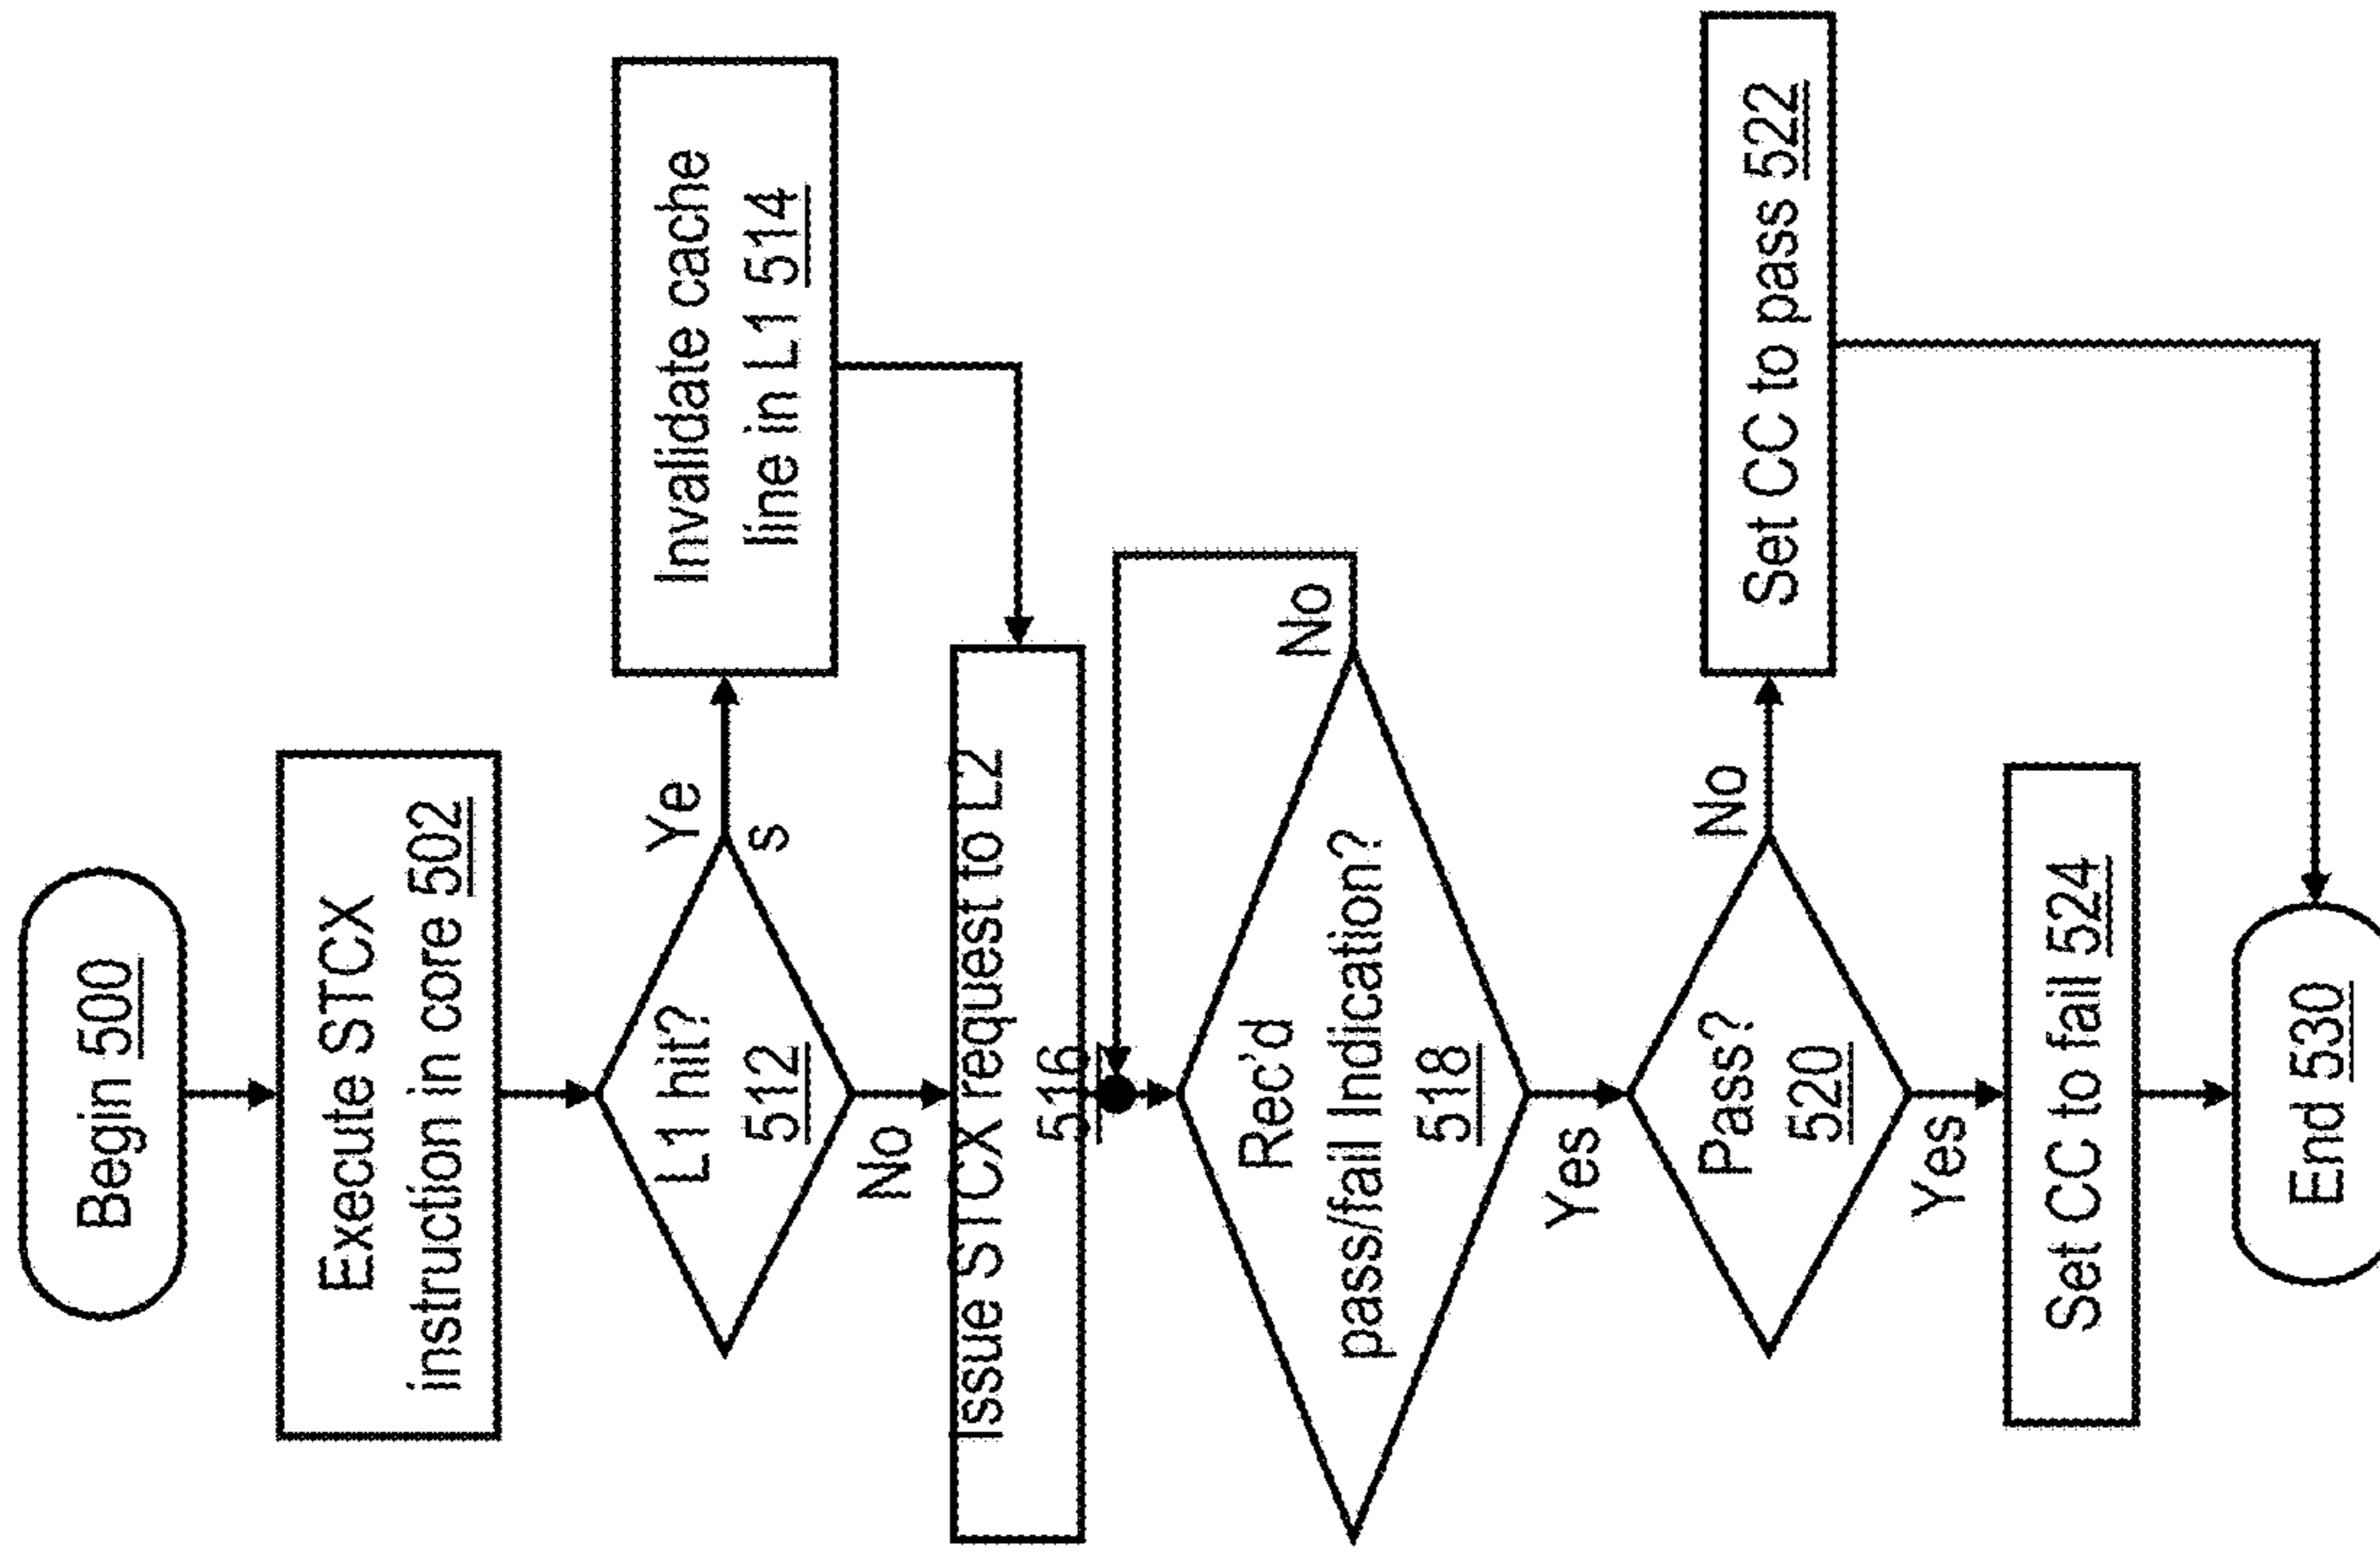 Begin 500
Execute STCX
instruction in core 502
L1 hit?
512
Ye
s
Invalidate cache
line in L1 514
No
Issue STCX request to L2
516
Rec'd
pass/fail Indication?
518
No
Yes
Pass?
520
No
Set CC to pass 522
Yes
Set CC to fail 524
End 530